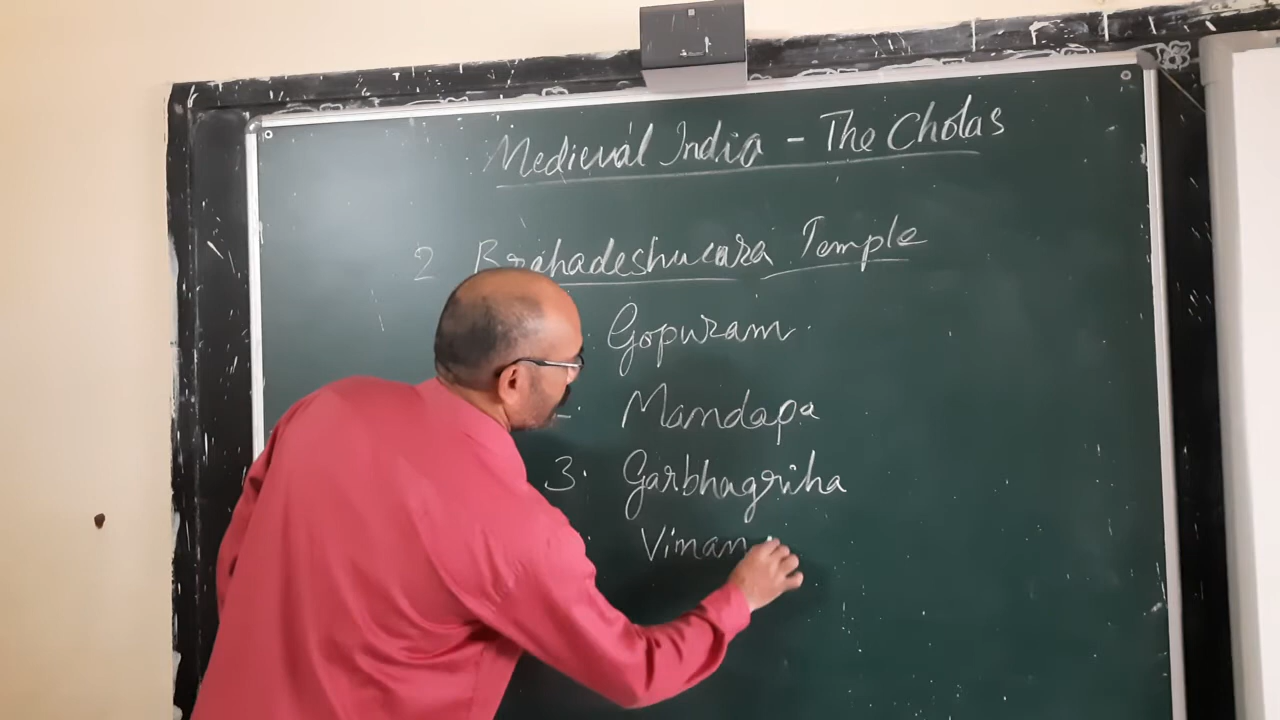 Medieval India - The Cholas
2 Brahadeshwara Temple
Gopuram.
Mandapa
3. Garbhagriha
Viman